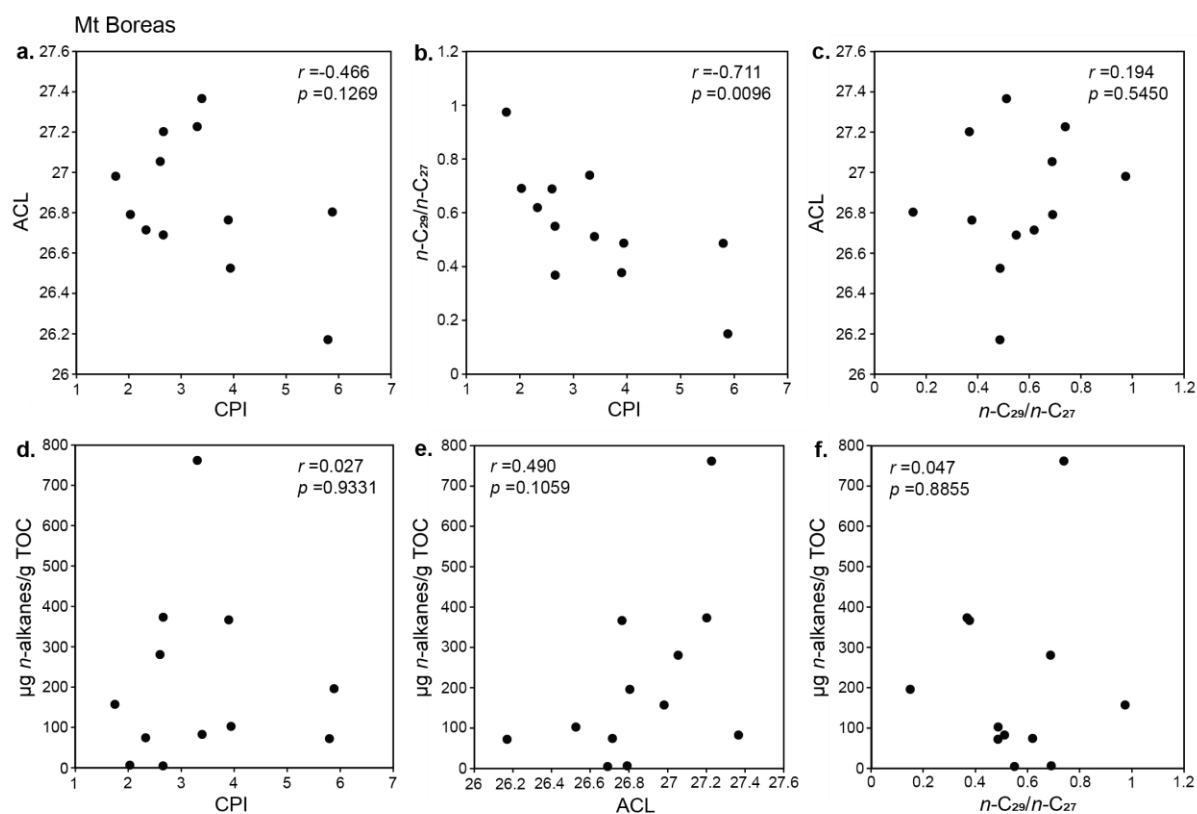 Mt Boreas
a.
27.6
27.4
27.2
27
26.8
26.6
26.4
26.2
26
ACL
r =-0.466
p =0.1269
1 2 3 4 5 6 7
CPI
b.
1.2
1
0.8
0.6
0.4
0.2
0
n-C₂₉/n-C₂₇
r =-0.711
p =0.0096
1 2 3 4 5 6 7
CPI
c.
27.6
27.4
27.2
27
26.8
26.6
26.4
26.2
26
ACL
r =0.194
p =0.5450
0 0.2 0.4 0.6 0.8 1 1.2
n-C₂₉/n-C₂₇
d.
800
700
600
500
400
300
200
100
0
µg n-alkanes/g TOC
r =0.027
p =0.9331
1 2 3 4 5 6 7
CPI
e.
800
700
600
500
400
300
200
100
0
µg n-alkanes/g TOC
r =0.490
p =0.1059
26 26.2 26.4 26.6 26.8 27 27.2 27.4 27.6
ACL
f.
800
700
600
500
400
300
200
100
0
µg n-alkanes/g TOC
r =0.047
p =0.8855
0 0.2 0.4 0.6 0.8 1 1.2
n-C₂₉/n-C₂₇